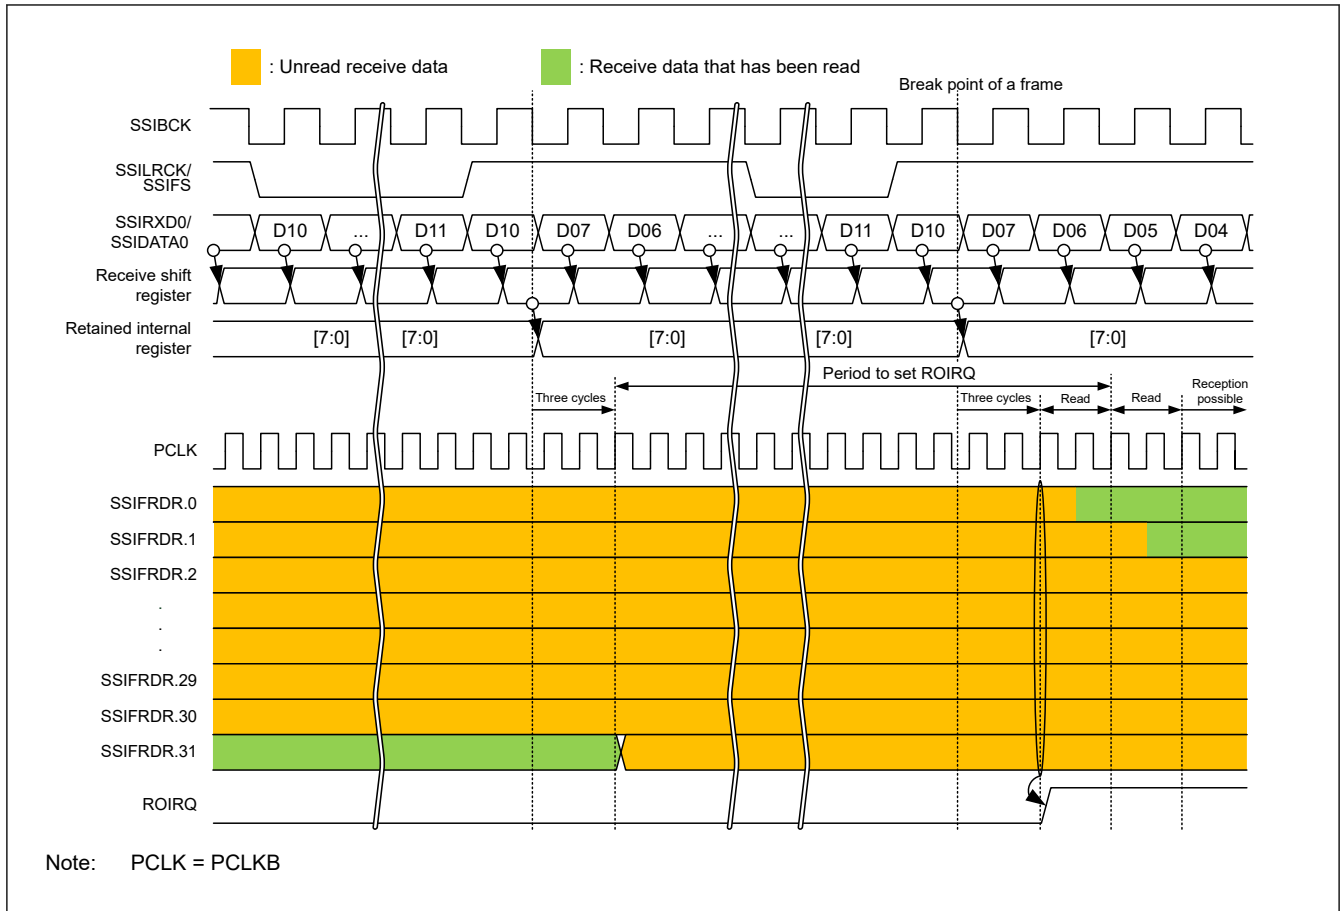 : Unread receive data
: Receive data that has been read
Break point of a frame
SSIBCK
SSILRCK/
SSIFS
SSIRXD0/
SSIDATA0
D10 ... D11 D10 D07 D06 ... ... D11 D10 D07 D06 D05 D04
Receive shift
register
Retained internal
register
[7:0] [7:0] [7:0] [7:0] [7:0]
Period to set ROIRQ
Three cycles
Three cycles
Read
Read
Reception
possible
PCLK
SSIFRDR.0
SSIFRDR.1
SSIFRDR.2
.
.
.
SSIFRDR.29
SSIFRDR.30
SSIFRDR.31
ROIRQ
Note: PCLK = PCLKB